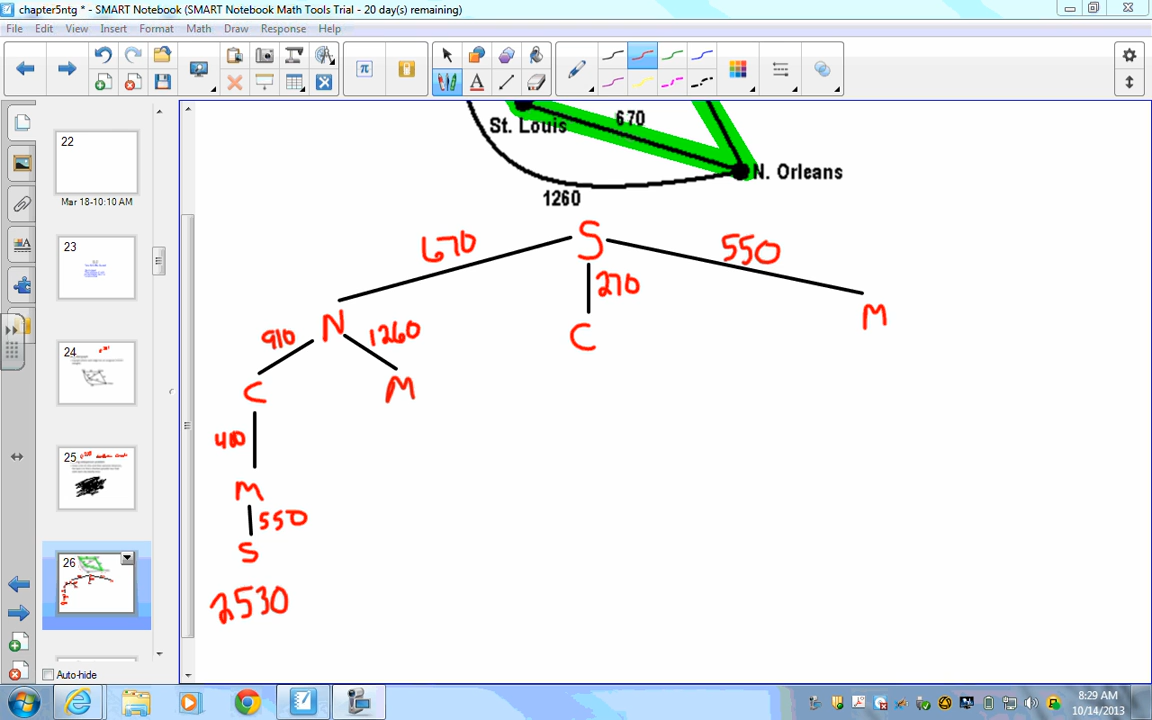 chapter5ntg * - SMART Notebook (SMART Notebook Math Tools Trial - 20 day(s) remaining)
File Edit View Insert Format Math Draw Response Help
22
Mar 18-10:10 AM
23
24
25
26
Auto-hide
St. Louis
670
N. Orleans
1260
S
670
270
550
N
C
M
910
1260
C
M
M
550
S
2530
8:29 AM
10/14/2013